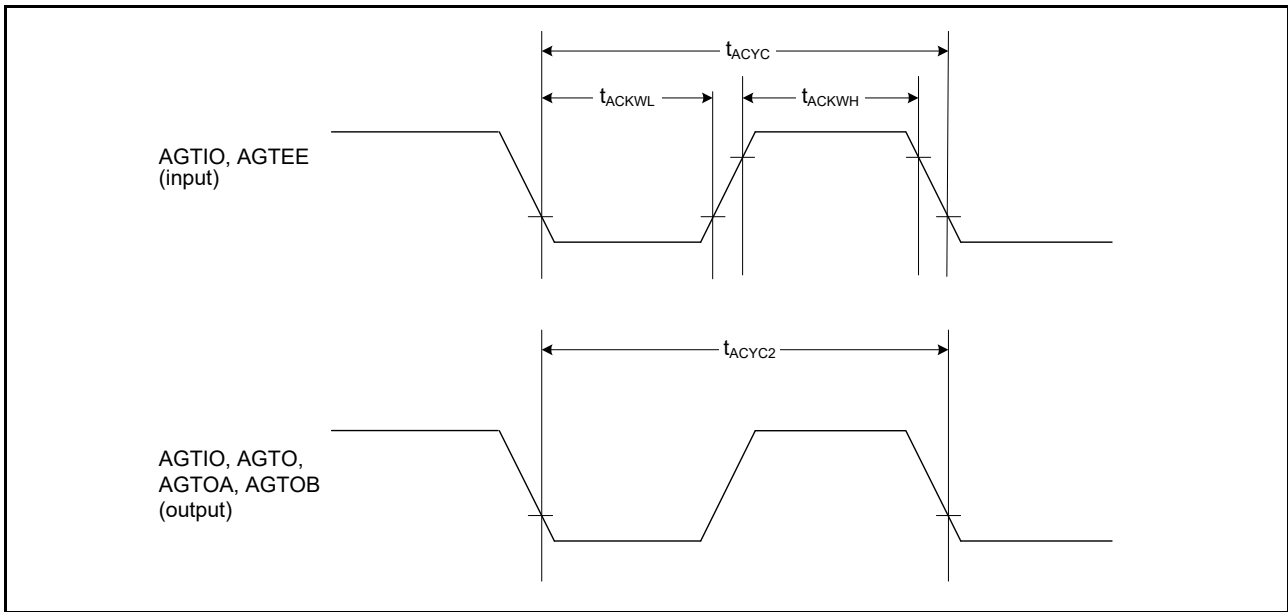 tACYC
tACKWL
tACKWH
AGTIO, AGTEE
(input)
tACYC2
AGTIO, AGTO,
AGTOA, AGTOB
(output)